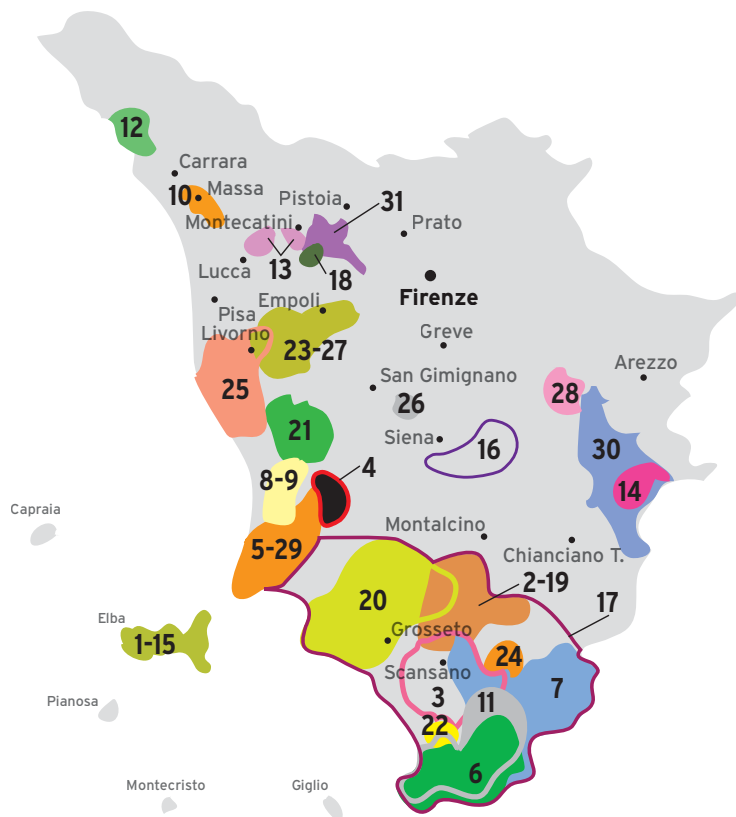 12
Carrara
10
Massa
Pistoia
31
Montecatini
Prato
13
18
Lucca
Firenze
Pisa
Empoli
Livorno
Greve
23-27
Arezzo
San Gimignano
25
28
26
21
Siena
16
30
8-9
4
14
Capraia
Montalcino
5-29
Chianciano T.
2-19
20
17
Elba
1-15
Grosseto
24
Scansano
7
3
11
Pianosa
22
6
Montecristo
Giglio